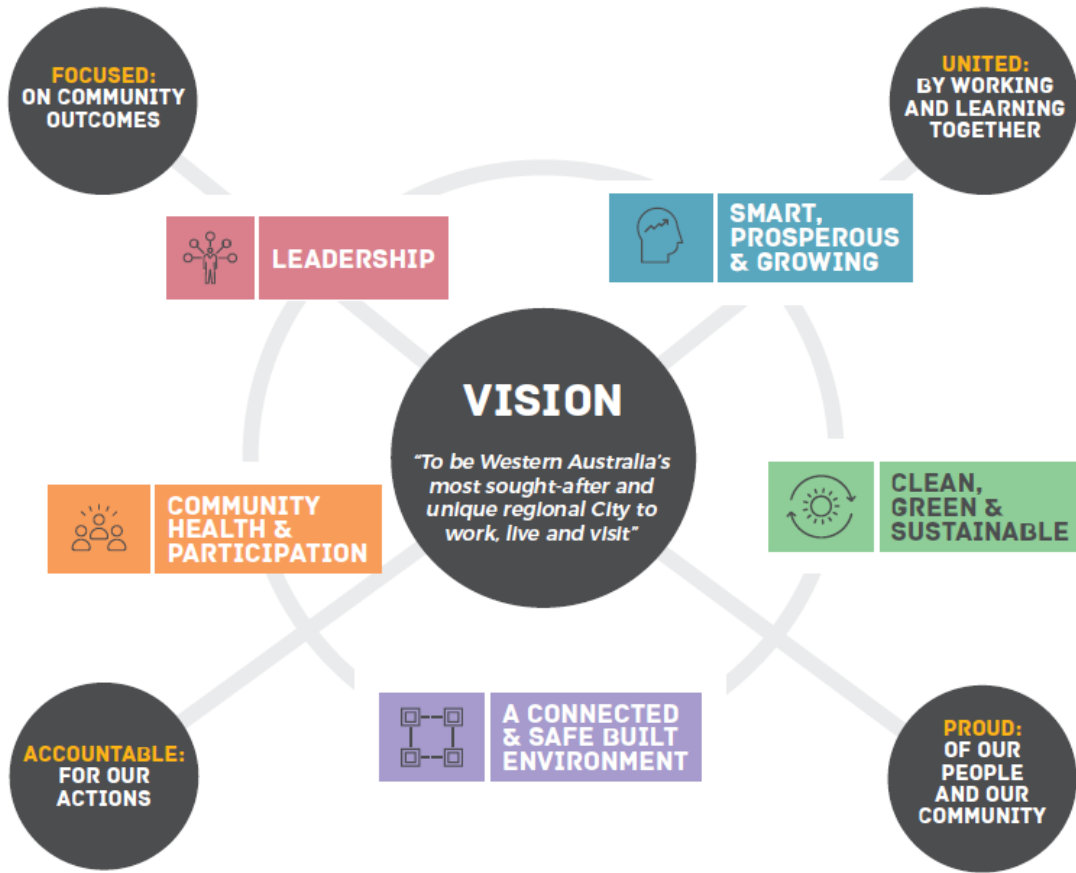 FOCUSED:
ON COMMUNITY
OUTCOMES
UNITED:
BY WORKING
AND LEARNING
TOGETHER
LEADERSHIP
SMART,
PROSPEROUS
& GROWING
VISION
"To be Western Australia's
most sought-after and
unique regional City to
work, live and visit"
COMMUNITY
HEALTH &
PARTICIPATION
CLEAN,
GREEN &
SUSTAINABLE
A CONNECTED
& SAFE BUILT
ENVIRONMENT
ACCOUNTABLE:
FOR OUR
ACTIONS
PROUD:
OF OUR
PEOPLE
AND OUR
COMMUNITY